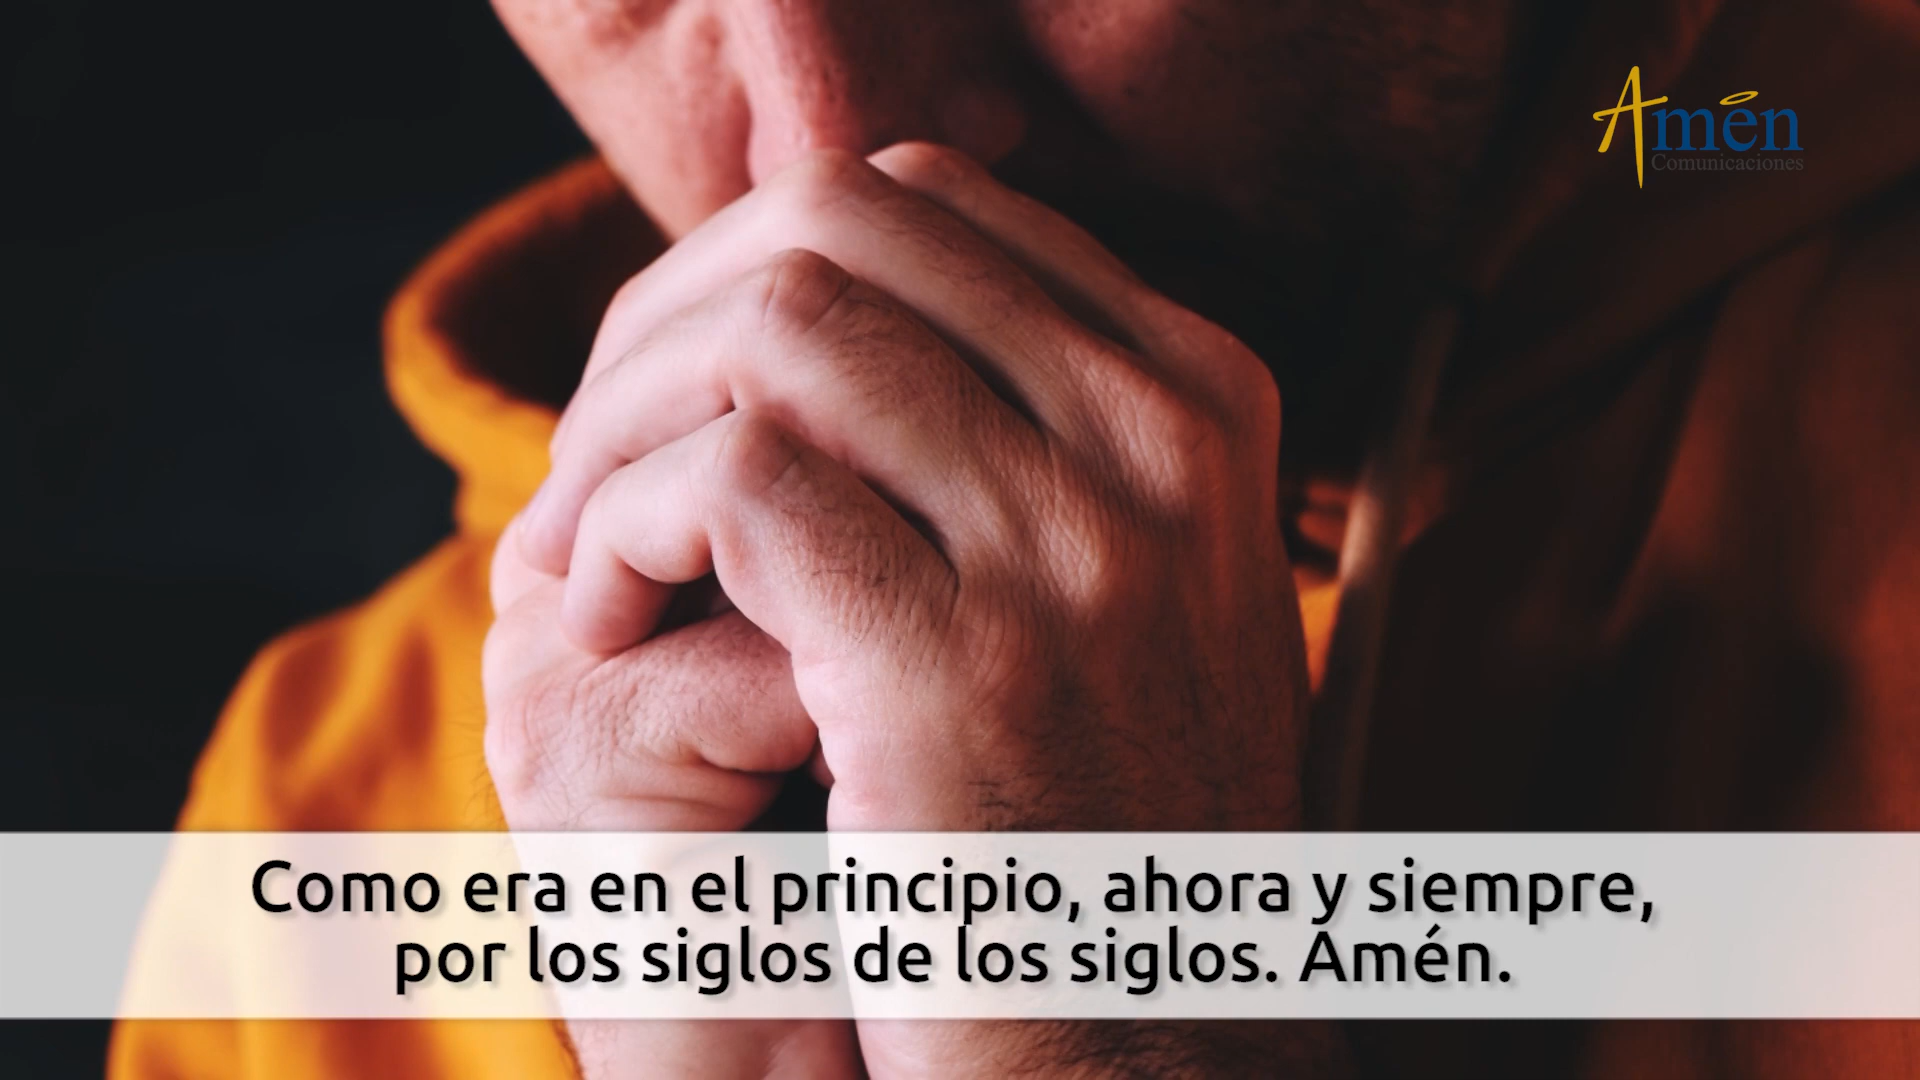 Amén
Comunicaciones
Como era en el principio, ahora y siempre,
por los siglos de los siglos. Amén.